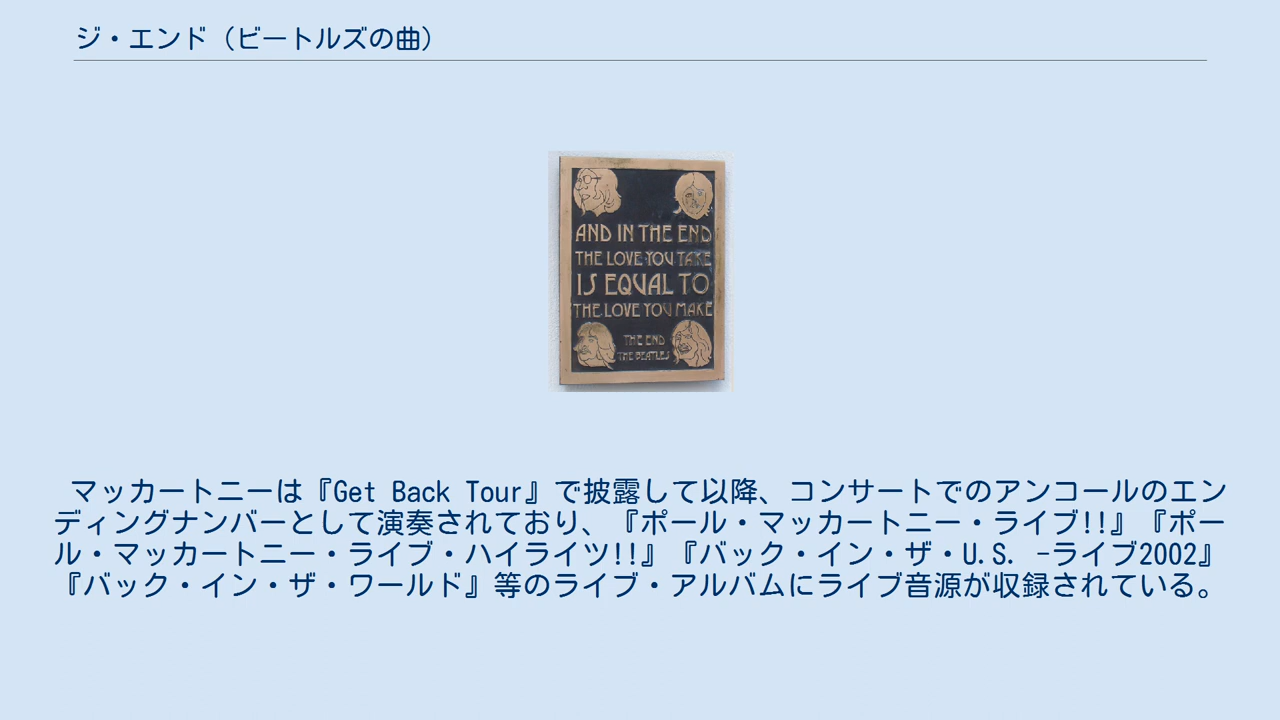 ジ・エンド（ビートルズの曲）
AND IN THE END
THE LOVE YOU TAKE
IS EQUAL TO
THE LOVE YOU MAKE
THE END
THE BEATLES
マッカートニーは『Get Back Tour』で披露して以降、コンサートでのアンコールのエン
ディングナンバーとして演奏されており、『ポール・マッカートニー・ライブ!!』『ポー
ル・マッカートニー・ライブ・ハイライツ!!』『バック・イン・ザ・U.S. -ライブ2002』
『バック・イン・ザ・ワールド』等のライブ・アルバムにライブ音源が収録されている。